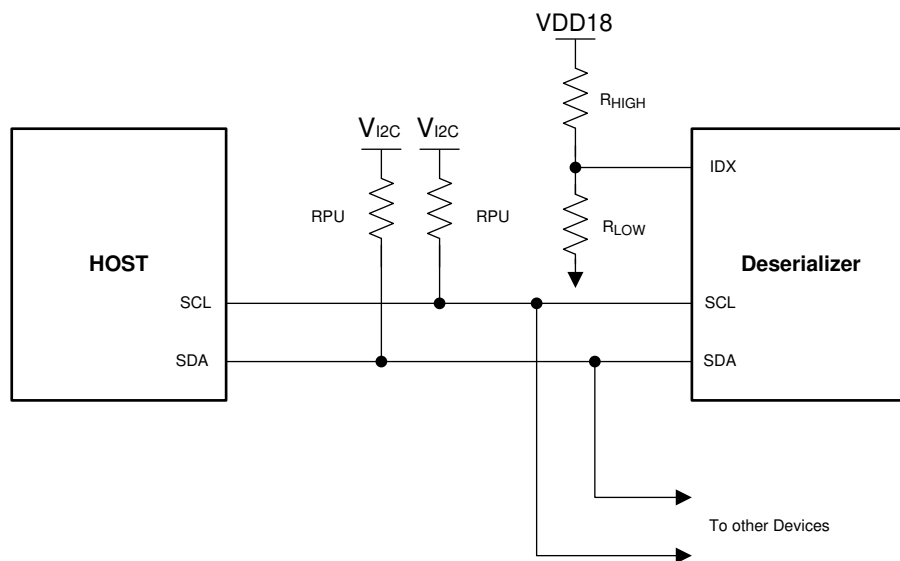 VDD18
RHIGH
VI2C VI2C
IDX
RPU RPU
RLOW
HOST
Deserializer
SCL SCL
SDA SDA
To other Devices